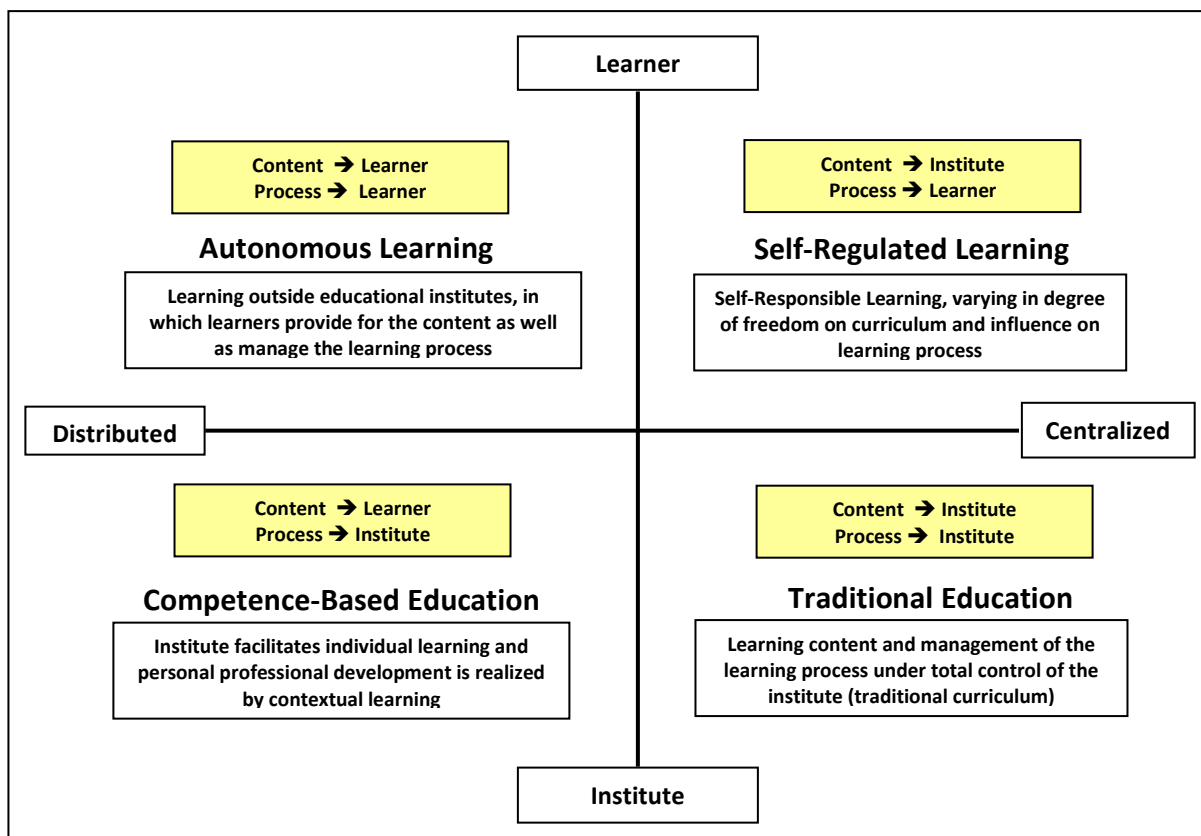 Learner
Content ➔ Learner
Process ➔ Learner
Autonomous Learning
Learning outside educational institutes, in
which learners provide for the content as well
as manage the learning process
Content ➔ Institute
Process ➔ Learner
Self-Regulated Learning
Self-Responsible Learning, varying in degree
of freedom on curriculum and influence on
learning process
Distributed
Centralized
Content ➔ Learner
Process ➔ Institute
Competence-Based Education
Institute facilitates individual learning and
personal professional development is realized
by contextual learning
Content ➔ Institute
Process ➔ Institute
Traditional Education
Learning content and management of the
learning process under total control of the
institute (traditional curriculum)
Institute